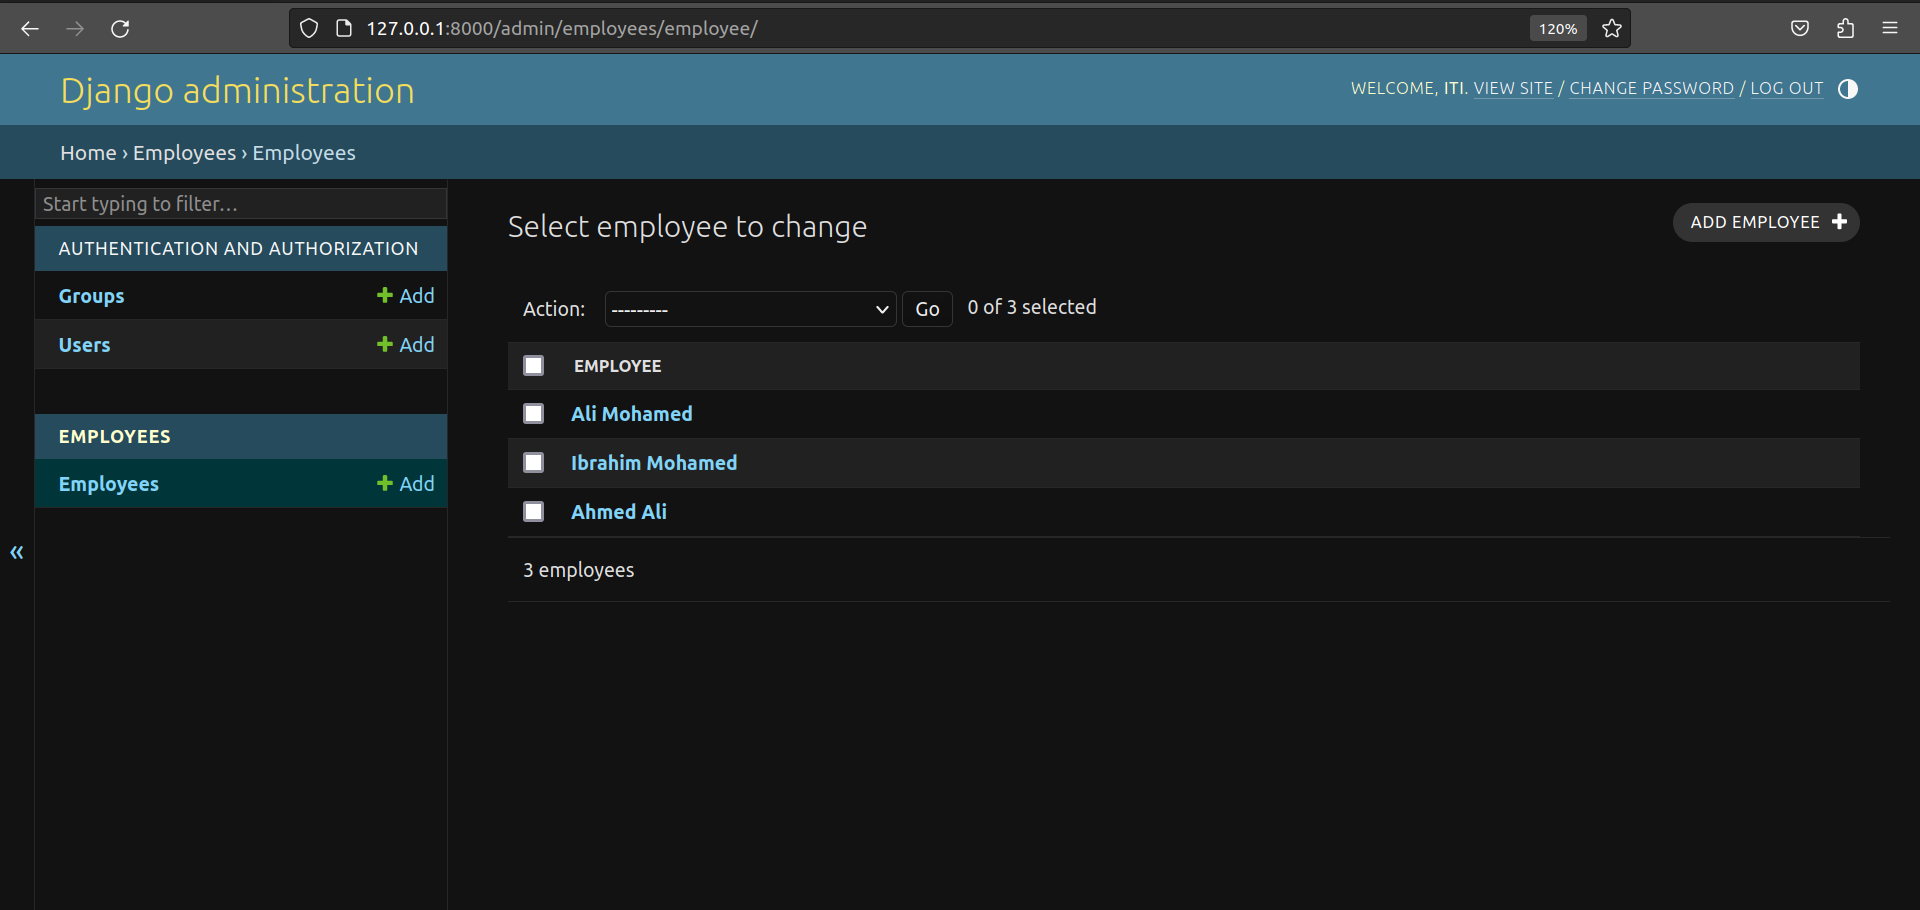 127.0.0.1:8000/admin/employees/employee/
120%
Django administration
WELCOME, ITI. VIEW SITE / CHANGE PASSWORD / LOG OUT
Home › Employees › Employees
Start typing to filter...
AUTHENTICATION AND AUTHORIZATION
Groups
+ Add
Users
+ Add
EMPLOYEES
Employees
+ Add
«
Select employee to change
ADD EMPLOYEE +
Action:
---------
Go
0 of 3 selected
EMPLOYEE
Ali Mohamed
Ibrahim Mohamed
Ahmed Ali
3 employees